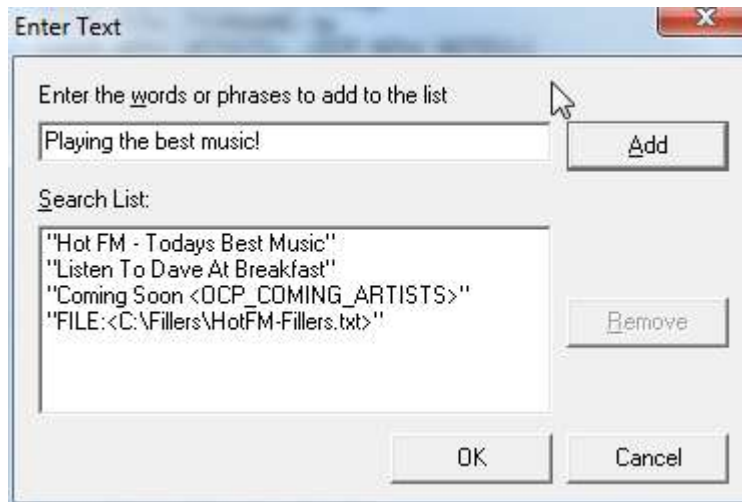 Enter Text
Enter the words or phrases to add to the list
Playing the best music!
Add
Search List:
"Hot FM - Todays Best Music"
"Listen To Dave At Breakfast"
"Coming Soon <OCP_COMING_ARTISTS>"
"FILE:<C:\Fillers\HotFM-Fillers.txt>"
Remove
OK
Cancel